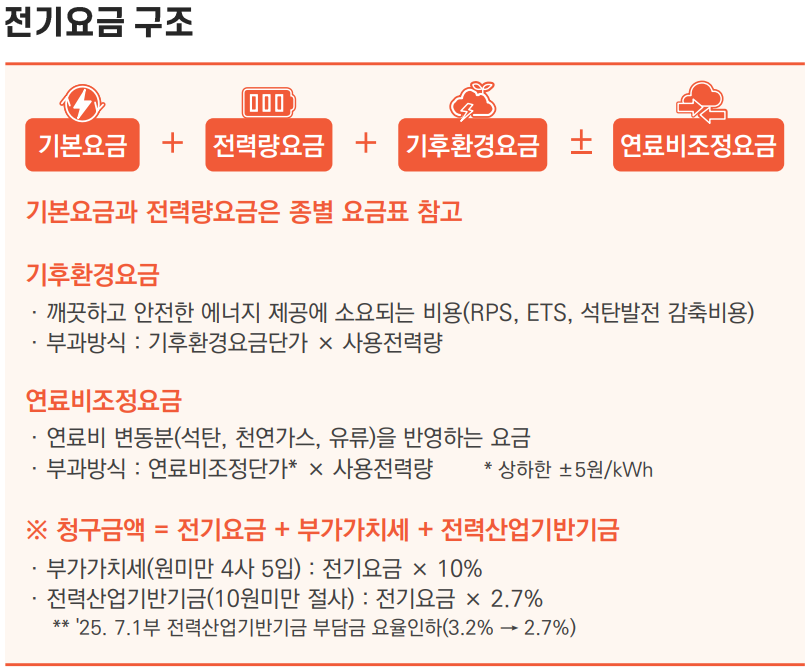 전기요금 구조
기본요금 + 전력량요금 + 기후환경요금 ± 연료비조정요금
기본요금과 전력량요금은 종별 요금표 참고
기후환경요금
· 깨끗하고 안전한 에너지 제공에 소요되는 비용(RPS, ETS, 석탄발전 감축비용)
· 부과방식 : 기후환경요금단가 × 사용전력량
연료비조정요금
· 연료비 변동분(석탄, 천연가스, 유류)을 반영하는 요금
· 부과방식 : 연료비조정단가* × 사용전력량 * 상하한 ±5원/kWh
※ 청구금액 = 전기요금 + 부가가치세 + 전력산업기반기금
· 부가가치세(원미만 4사 5입) : 전기요금 × 10%
· 전력산업기반기금(10원미만 절사) : 전기요금 × 2.7%
** '25. 7.1부 전력산업기반기금 부담금 요율인하(3.2% → 2.7%)